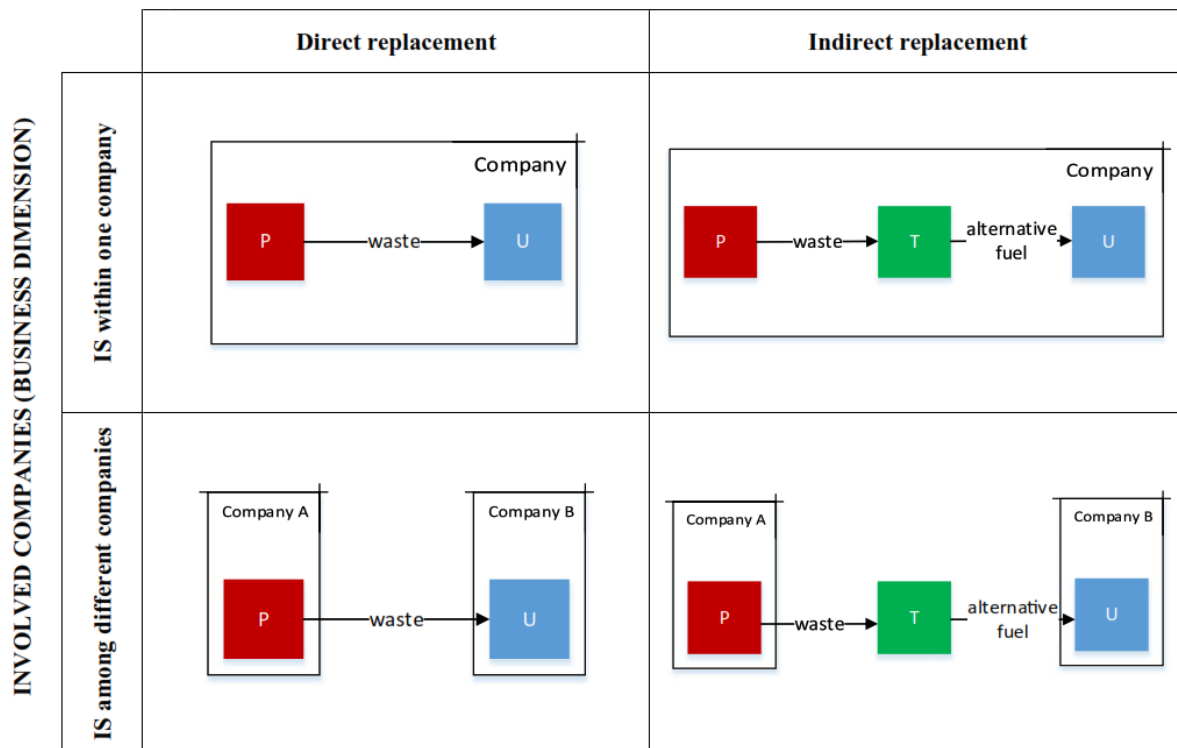 Direct replacement
Indirect replacement
INVOLVED COMPANIES (BUSINESS DIMENSION)
IS within one company
Company
P
waste
U
Company
P
waste
T
alternative
fuel
U
IS among different companies
Company A
P
waste
Company B
U
Company A
P
waste
T
alternative
fuel
Company B
U